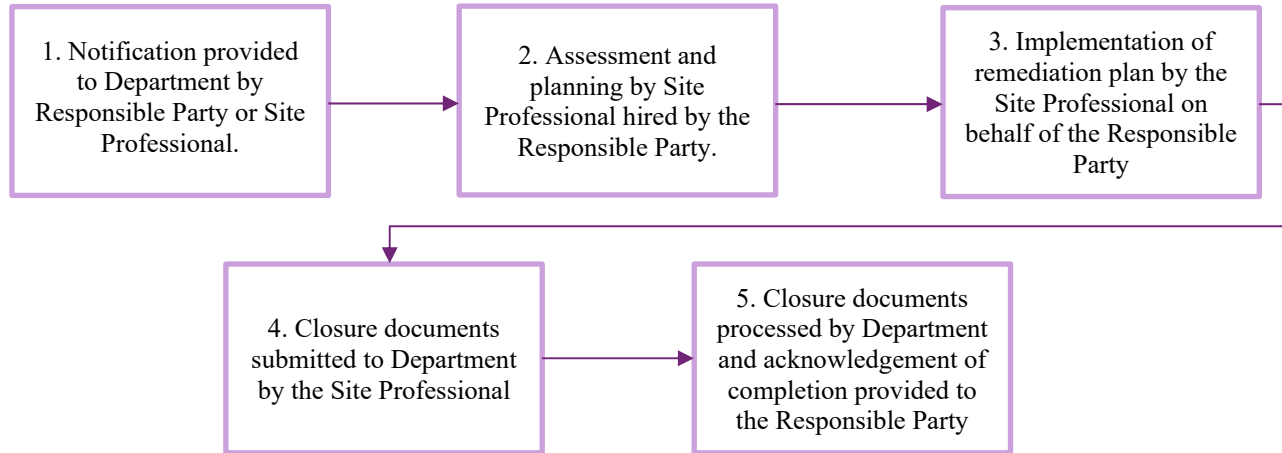 1. Notification provided
to Department by
Responsible Party or Site
Professional.
2. Assessment and
planning by Site
Professional hired by the
Responsible Party.
3. Implementation of
remediation plan by the
Site Professional on
behalf of the Responsible
Party
4. Closure documents
submitted to Department
by the Site Professional
5. Closure documents
processed by Department
and acknowledgement of
completion provided to
the Responsible Party